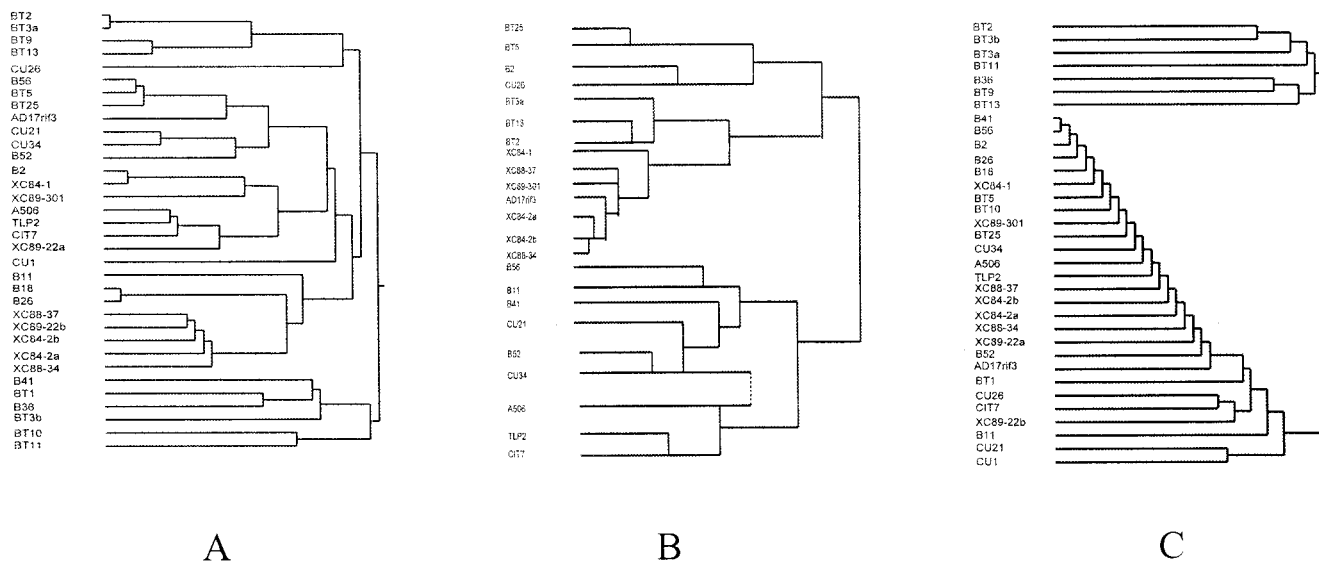 BT2
BT3a
BT9
BT13
CU26
B56
BT5
BT25
AD17rif3
CU21
CU34
B52
B2
XC84-1
XC89-301
A506
TLP2
CIT7
XC89-22a
CU1
B11
B18
B26
XC88-37
XC89-22b
XC84-2b
XC84-2a
XC88-34
B41
BT1
B36
BT3b
BT10
BT11
A
BT25
BT5
B2
CU26
BT3a
BT13
BT2
XC84-1
XC88-37
XC89-301
AD17rif3
XC84-2a
XC84-2b
XC88-34
B56
B11
B41
CU21
B52
CU34
A506
TLP2
CIT7
B
BT2
BT3b
BT3a
BT11
B36
BT9
BT13
B41
B56
B2
B26
B18
XC84-1
BT5
BT10
XC89-301
BT25
CU34
A506
TLP2
XC88-37
XC84-2b
XC84-2a
XC88-34
XC89-22a
B52
AD17rif3
BT1
CU26
CIT7
XC89-22b
B11
CU21
CU1
C